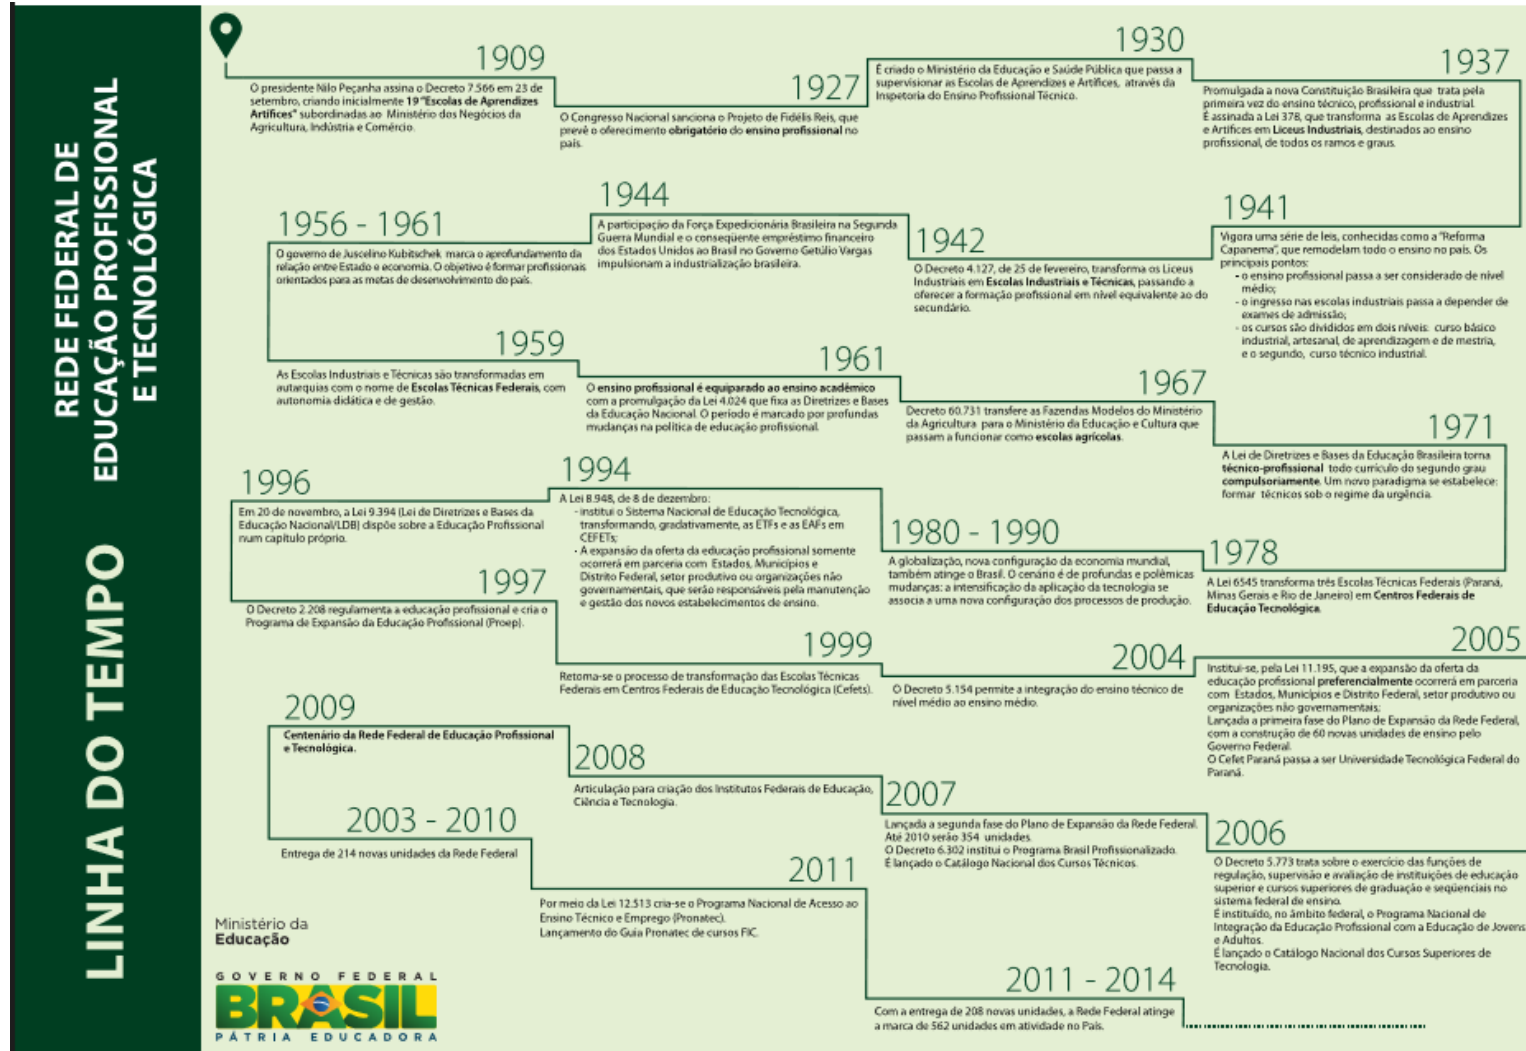 REDE FEDERAL DE
EDUCAÇÃO PROFISSIONAL
E TECNOLÓGICA
LINHA DO TEMPO
1909
O presidente Nilo Peçanha assina o Decreto 7.566 em 23 de
setembro, criando inicialmente 19 "Escolas de Aprendizes
Artífices" subordinadas ao Ministério dos Negócios da
Agricultura, Indústria e Comércio.
1927
O Congresso Nacional sanciona o Projeto de Fidélis Reis, que
prevê o oferecimento obrigatório do ensino profissional no
país.
1930
É criado o Ministério da Educação e Saúde Pública que passa a
supervisionar as Escolas de Aprendizes e Artífices, através da
Inspetoria do Ensino Profissional Técnico.
1937
Promulgada a nova Constituição Brasileira que trata pela
primeira vez do ensino técnico, profissional e industrial.
É assinada a Lei 378, que transforma as Escolas de Aprendizes
e Artífices em Liceus Industriais, destinados ao ensino
profissional, de todos os ramos e graus.
1941
Vigora uma série de leis, conhecidas como a "Reforma
Capanema", que remodelam todo o ensino no país. Os
principais pontos:
- o ensino profissional passa a ser considerado de nível
médio;
- o ingresso nas escolas industriais passa a depender de
exames de admissão;
- os cursos são divididos em dois níveis: curso básico
industrial, artesanal, de aprendizagem e de mestria,
e o segundo, curso técnico industrial.
1942
O Decreto 4.127, de 25 de fevereiro, transforma os Liceus
Industriais em Escolas Industriais e Técnicas, passando a
oferecer a formação profissional em nível equivalente ao do
secundário.
1944
A participação da Força Expedicionária Brasileira na Segunda
Guerra Mundial e o conseqüente empréstimo financeiro
dos Estados Unidos ao Brasil no Governo Getúlio Vargas
impulsionam a industrialização brasileira.
1956 - 1961
O governo de Juscelino Kubitschek marca o aprofundamento da
relação entre Estado e economia. O objetivo é formar profissionais
orientados para as metas de desenvolvimento do país.
1959
As Escolas Industriais e Técnicas são transformadas em
autarquias com o nome de Escolas Técnicas Federais, com
autonomia didática e de gestão.
1961
O ensino profissional é equiparado ao ensino acadêmico
com a promulgação da Lei 4.024 que fixa as Diretrizes e Bases
da Educação Nacional. O período é marcado por profundas
mudanças na política de educação profissional.
1967
Decreto 60.731 transfere as Fazendas Modelos do Ministério
da Agricultura para o Ministério da Educação e Cultura que
passam a funcionar como escolas agrícolas.
1971
A Lei de Diretrizes e Bases da Educação Brasileira torna
técnico-profissional todo currículo do segundo grau
compulsoriamente. Um novo paradigma se estabelece:
formar técnicos sob o regime da urgência.
1978
A Lei 6545 transforma três Escolas Técnicas Federais (Paraná,
Minas Gerais e Rio de Janeiro) em Centros Federais de
Educação Tecnológica.
1980 - 1990
A globalização, nova configuração da economia mundial,
também atinge o Brasil. O cenário é de profundas e polêmicas
mudanças: a intensificação da aplicação da tecnologia se
associa a uma nova configuração dos processos de produção.
1994
A Lei 8.948, de 8 de dezembro:
- institui o Sistema Nacional de Educação Tecnológica,
transformando, gradativamente, as ETFs e as EAFs em
CEFETs;
- A expansão da oferta da educação profissional somente
ocorrerá em parceria com Estados, Municípios e
Distrito Federal, setor produtivo ou organizações não
governamentais, que serão responsáveis pela manutenção
e gestão dos novos estabelecimentos de ensino.
1996
Em 20 de novembro, a Lei 9.394 (Lei de Diretrizes e Bases da
Educação Nacional/LDB) dispõe sobre a Educação Profissional
num capítulo próprio.
1997
O Decreto 2.208 regulamenta a educação profissional e cria o
Programa de Expansão da Educação Profissional (Proep).
1999
Retoma-se o processo de transformação das Escolas Técnicas
Federais em Centros Federais de Educação Tecnológica (Cefets).
2004
O Decreto 5.154 permite a integração do ensino técnico de
nível médio ao ensino médio.
2005
Institui-se, pela Lei 11.195, que a expansão da oferta da
educação profissional preferencialmente ocorrerá em parceria
com Estados, Municípios e Distrito Federal, setor produtivo ou
organizações não governamentais;
Lançada a primeira fase do Plano de Expansão da Rede Federal,
com a construção de 60 novas unidades de ensino pelo
Governo Federal.
O Cefet Paraná passa a ser Universidade Tecnológica Federal do
Paraná.
2006
O Decreto 5.773 trata sobre o exercício das funções de
regulação, supervisão e avaliação de instituições de educação
superior e cursos superiores de graduação e seqüenciais no
sistema federal de ensino.
É instituído, no âmbito federal, o Programa Nacional de
Integração da Educação Profissional com a Educação de Jovens
e Adultos.
É lançado o Catálogo Nacional dos Cursos Superiores de
Tecnologia.
2007
Lançada a segunda fase do Plano de Expansão da Rede Federal.
Até 2010 serão 354 unidades.
O Decreto 6.302 institui o Programa Brasil Profissionalizado.
É lançado o Catálogo Nacional dos Cursos Técnicos.
2008
Articulação para criação dos Institutos Federais de Educação,
Ciência e Tecnologia.
2009
Centenário da Rede Federal de Educação Profissional
e Tecnológica.
2003 - 2010
Entrega de 214 novas unidades da Rede Federal
2011
Por meio da Lei 12.513 cria-se o Programa Nacional de Acesso ao
Ensino Técnico e Emprego (Pronatec).
Lançamento do Guia Pronatec de cursos FIC.
2011 - 2014
Com a entrega de 208 novas unidades, a Rede Federal atinge
a marca de 562 unidades em atividade no País.
Ministério da
Educação
GOVERNO FEDERAL
BRASIL
PÁTRIA EDUCADORA